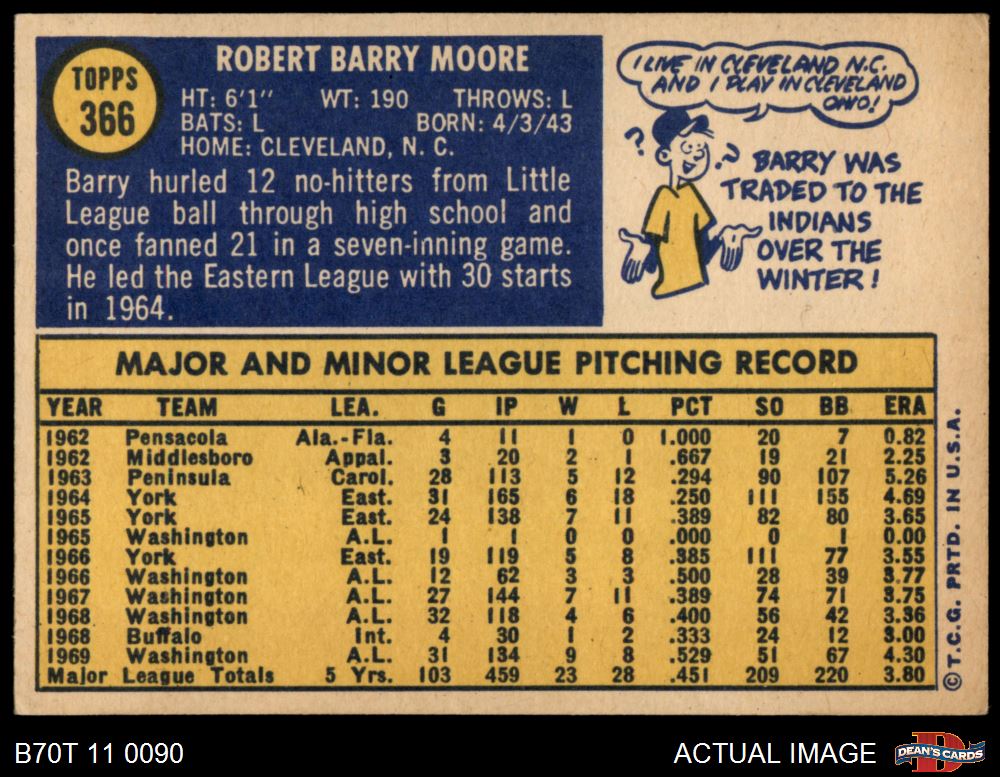 TOPPS
366
ROBERT BARRY MOORE
HT: 6'1" WT: 190 THROWS: L
BATS: L BORN: 4/3/43
HOME: CLEVELAND, N. C.
Barry hurled 12 no-hitters from Little
League ball through high school and
once fanned 21 in a seven-inning game.
He led the Eastern League with 30 starts
in 1964.
I LIVE IN CLEVELAND N.C.
AND I PLAY IN CLEVELAND
OHIO!
? ?
BARRY WAS
TRADED TO THE
INDIANS
OVER THE
WINTER!
MAJOR AND MINOR LEAGUE PITCHING RECORD
YEAR TEAM LEA. G IP W L PCT SO BB ERA
1962 Pensacola Ala.-Fla. 4 11 1 0 1.000 20 7 0.82
1962 Middlesboro Appal. 3 20 2 1 .667 19 21 2.25
1963 Peninsula Carol. 28 113 5 12 .294 90 107 5.26
1964 York East. 31 165 6 18 .250 111 155 4.69
1965 York East. 24 138 7 11 .389 82 80 3.65
1965 Washington A.L. 1 1 0 0 .000 0 1 0.00
1966 York East. 19 119 5 8 .385 111 77 3.55
1966 Washington A.L. 12 62 3 3 .500 28 39 3.77
1967 Washington A.L. 27 144 7 11 .389 74 71 3.75
1968 Washington A.L. 32 118 4 6 .400 56 42 3.36
1968 Buffalo Int. 4 30 1 2 .333 24 12 3.00
1969 Washington A.L. 31 134 9 8 .529 51 67 4.30
Major League Totals 5 Yrs. 103 459 23 28 .451 209 220 3.80
©T.C.G. PRTD. IN U.S.A.
B70T 11 0090
ACTUAL IMAGE
D
DEAN'S CARDS